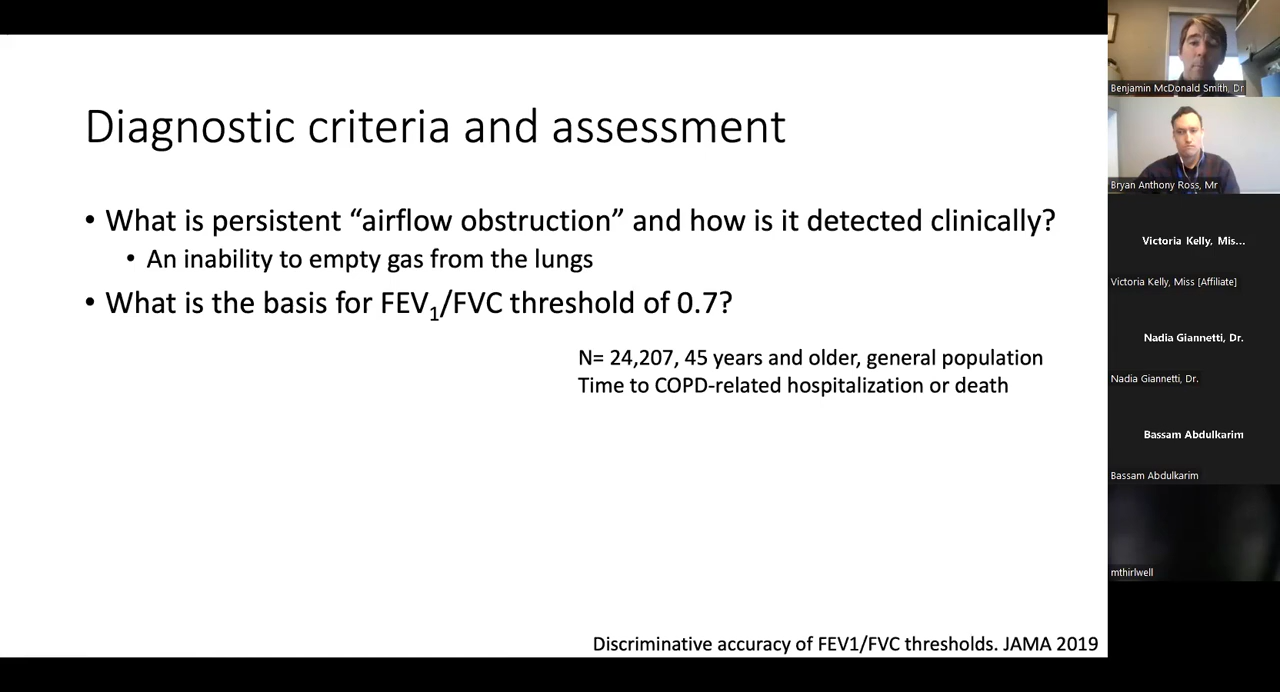 Diagnostic criteria and assessment
• What is persistent “airflow obstruction” and how is it detected clinically?
• An inability to empty gas from the lungs
• What is the basis for FEV1/FVC threshold of 0.7?
N= 24,207, 45 years and older, general population
Time to COPD-related hospitalization or death
Discriminative accuracy of FEV1/FVC thresholds. JAMA 2019
Benjamin McDonald Smith, Dr
Bryan Anthony Ross, Mr
Victoria Kelly, Mis...
Victoria Kelly, Miss [Affiliate]
Nadia Giannetti, Dr.
Nadia Giannetti, Dr.
Bassam Abdulkarim
Bassam Abdulkarim
mthirlwell